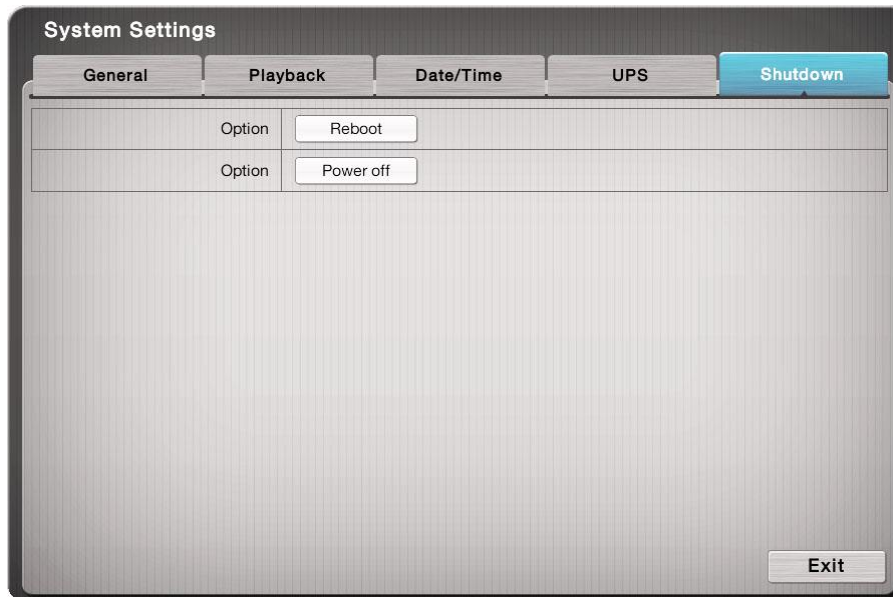 System Settings
General Playback Date/Time UPS Shutdown
Option Reboot
Option Power off
Exit